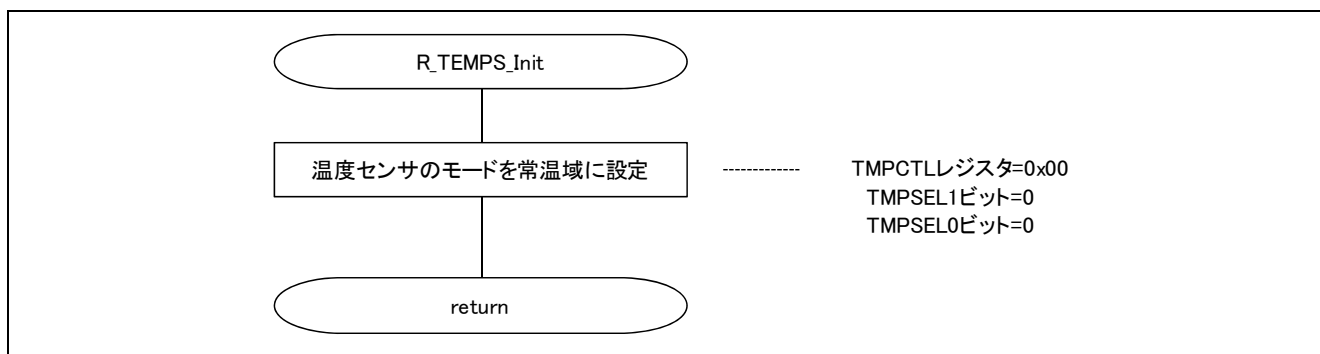 R_TEMPS_Init
温度センサのモードを常温域に設定
TMPCTLレジスタ=0x00
TMPSEL1ビット=0
TMPSEL0ビット=0
return